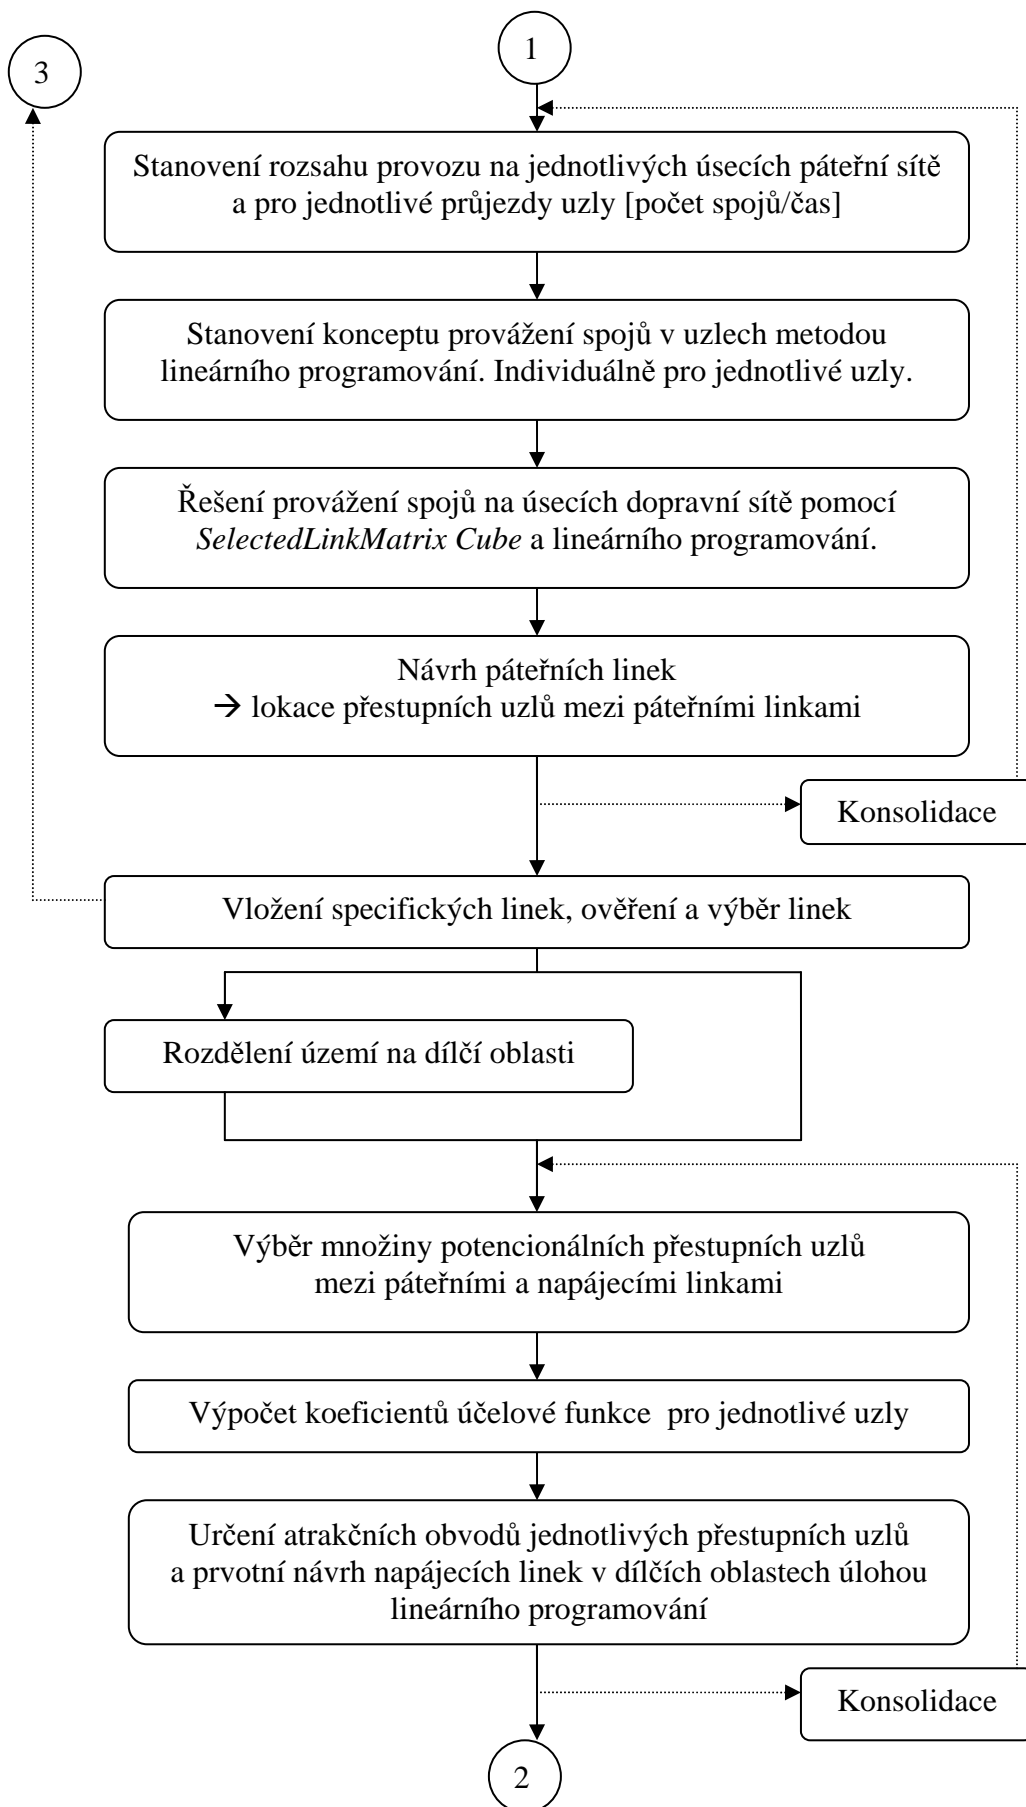 1
3
Stanovení rozsahu provozu na jednotlivých úsecích páteřní sítě
a pro jednotlivé průjezdy uzly [počet spojů/čas]
Stanovení konceptu provážení spojů v uzlech metodou
lineárního programování. Individuálně pro jednotlivé uzly.
Řešení provážení spojů na úsecích dopravní sítě pomocí
SelectedLinkMatrix Cube a lineárního programování.
Návrh páteřních linek
→ lokace přestupních uzlů mezi páteřními linkami
Konsolidace
Vložení specifických linek, ověření a výběr linek
Rozdělení území na dílčí oblasti
Výběr množiny potencionálních přestupních uzlů
mezi páteřními a napájecími linkami
Výpočet koeficientů účelové funkce pro jednotlivé uzly
Určení atrakčních obvodů jednotlivých přestupních uzlů
a prvotní návrh napájecích linek v dílčích oblastech úlohou
lineárního programování
Konsolidace
2